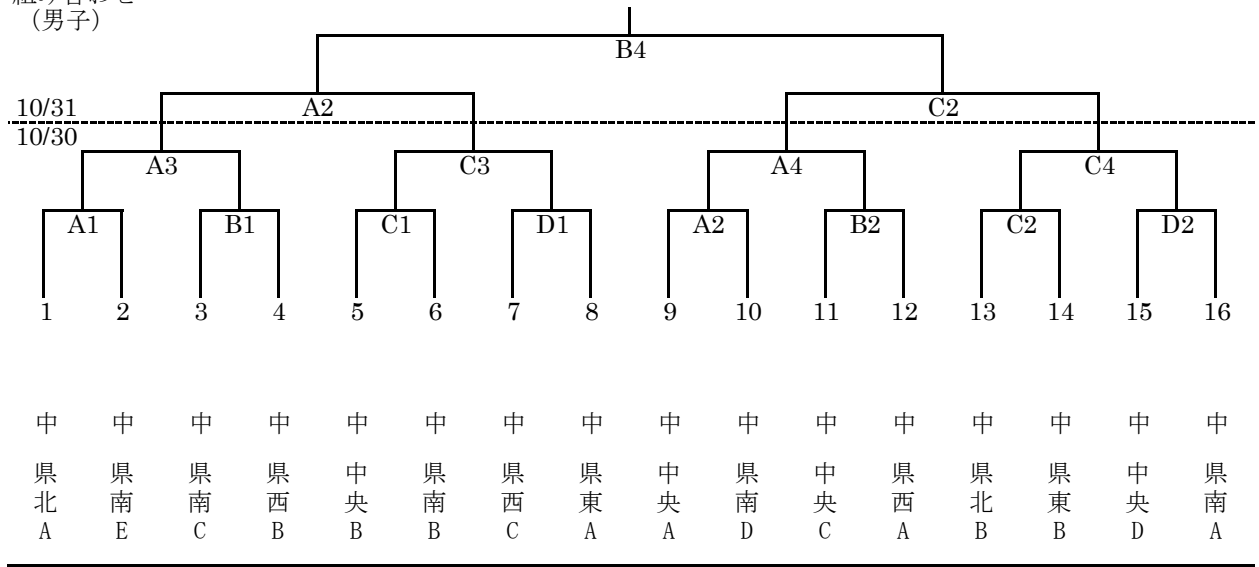 組み合わせ
（男子）
B4
10/31
A2
C2
10/30
A3
C3
A4
C4
A1
B1
C1
D1
A2
B2
C2
D2
1 2 3 4 5 6 7 8 9 10 11 12 13 14 15 16
中 中 中 中 中 中 中 中 中 中 中 中 中 中 中 中
県北A
県南E
県南C
県西B
中央B
県南B
県西C
県東A
中央A
県南D
中央C
県西A
県北B
県東B
中央D
県南A